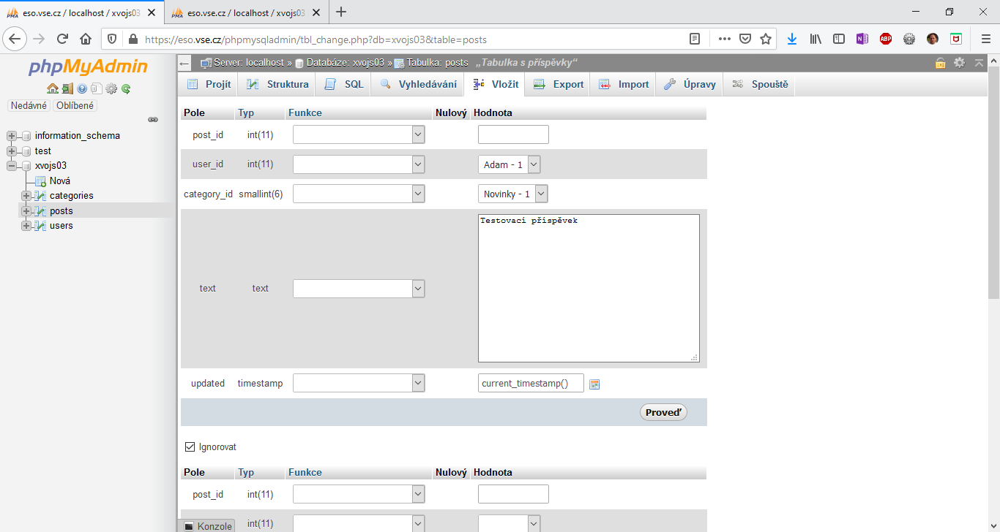 eso.vse.cz / localhost / xvojs03
eso.vse.cz / localhost / xvojs03
https://eso.vse.cz/phpmysqladmin/tbl_change.php?db=xvojs03&table=posts
ABP
phpMyAdmin
Nedávné Oblíbené
information_schema
test
xvojs03
Nová
categories
posts
users
Server: localhost » Databáze: xvojs03 » Tabulka: posts „Tabulka s příspěvky“
Projít Struktura SQL Vyhledávání Vložit Export Import Úpravy Spouště
Pole Typ Funkce Nulový Hodnota
post_id int(11)
user_id int(11) Adam - 1
category_id smallint(6) Novinky - 1
text text Testovací příspěvek
updated timestamp current_timestamp()
Proveď
Ignorovat
Pole Typ Funkce Nulový Hodnota
post_id int(11)
int(11)
Konzole